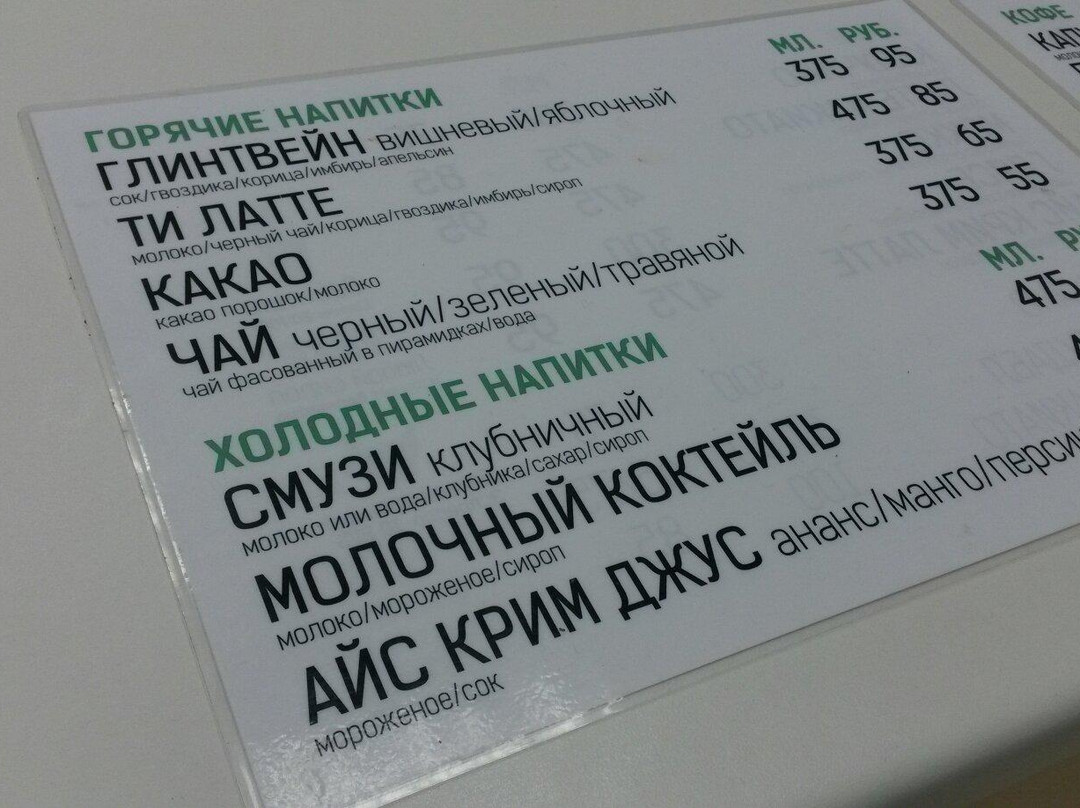 ГОРЯЧИЕ НАПИТКИ МЛ. РУБ.
ГЛИНТВЕЙН вишневый/яблочный 375 95
сок/гвоздика/корица/имбирь/апельсин
ТИ ЛАТТЕ 475 85
молоко/черный чай/корица/гвоздика/имбирь/сироп
КАКАО 375 65
какао порошок/молоко
ЧАЙ черный/зеленый/травяной 375 55
чай фасованный в пирамидках/вода
ХОЛОДНЫЕ НАПИТКИ МЛ.
СМУЗИ клубничный 475
молоко или вода/клубника/сахар/сироп
МОЛОЧНЫЙ КОКТЕЙЛЬ
молоко/мороженое/сироп
АЙС КРИМ ДЖУС ананс/манго/перси
мороженое/сок
КОФЕ